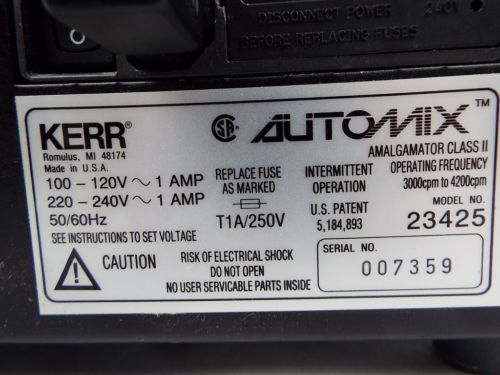 DISCONNECT POWER 240V
BEFORE REPLACING FUSES
KERR®
Romulus, MI 48174
Made in U.S.A.
100 – 120V ~ 1 AMP
220 – 240V ~ 1 AMP
50/60Hz
SEE INSTRUCTIONS TO SET VOLTAGE
SA
AUTOMIX™
AMALGAMATOR CLASS II
REPLACE FUSE
AS MARKED
T1A/250V
INTERMITTENT
OPERATION
U.S. PATENT
5,184,893
OPERATING FREQUENCY
3000cpm to 4200cpm
MODEL NO.
23425
CAUTION
RISK OF ELECTRICAL SHOCK
DO NOT OPEN
NO USER SERVICABLE PARTS INSIDE
SERIAL NO.
007359